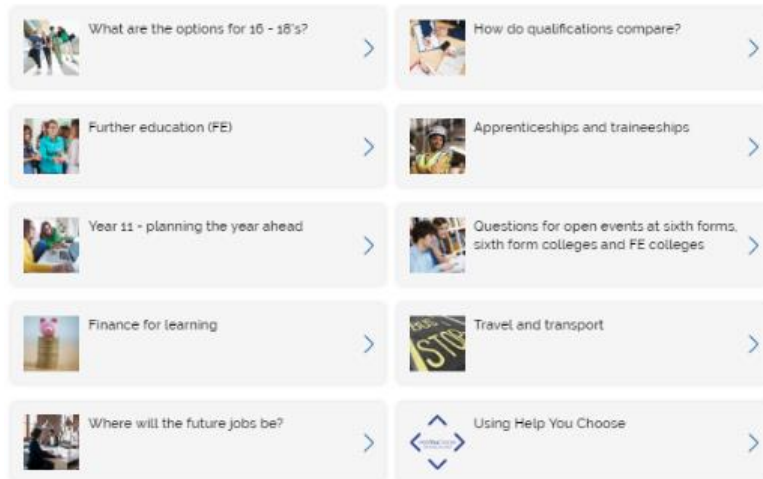 What are the options for 16 - 18's?
How do qualifications compare?
Further education (FE)
Apprenticeships and traineeships
Year 11 - planning the year ahead
Questions for open events at sixth forms,
sixth form colleges and FE colleges
Finance for learning
Travel and transport
BUS
STOP
Where will the future jobs be?
Using Help You Choose